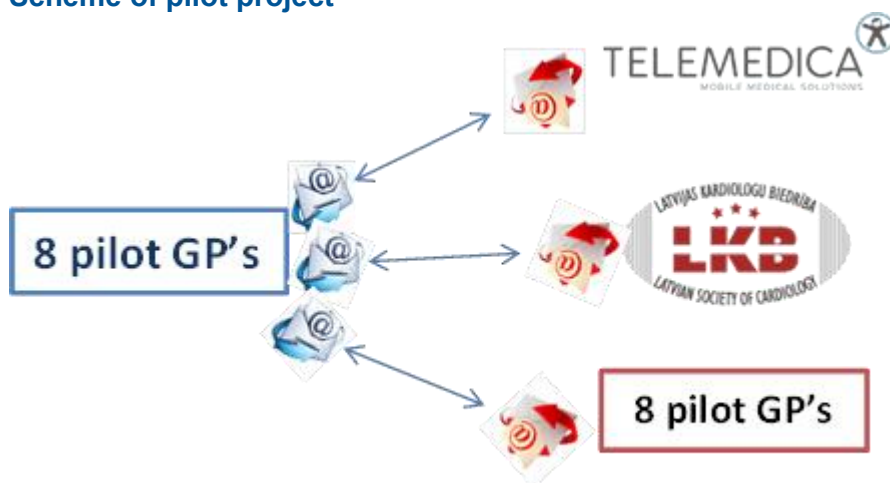 Scheme of pilot project
TELEMEDICA
MOBILE MEDICAL SOLUTIONS
@
@
@
8 pilot GP's
@
@
@
LATVIJAS KARDIOLOGU BIEDRĪBA
LKB
LATVIAN SOCIETY OF CARDIOLOGY
8 pilot GP's